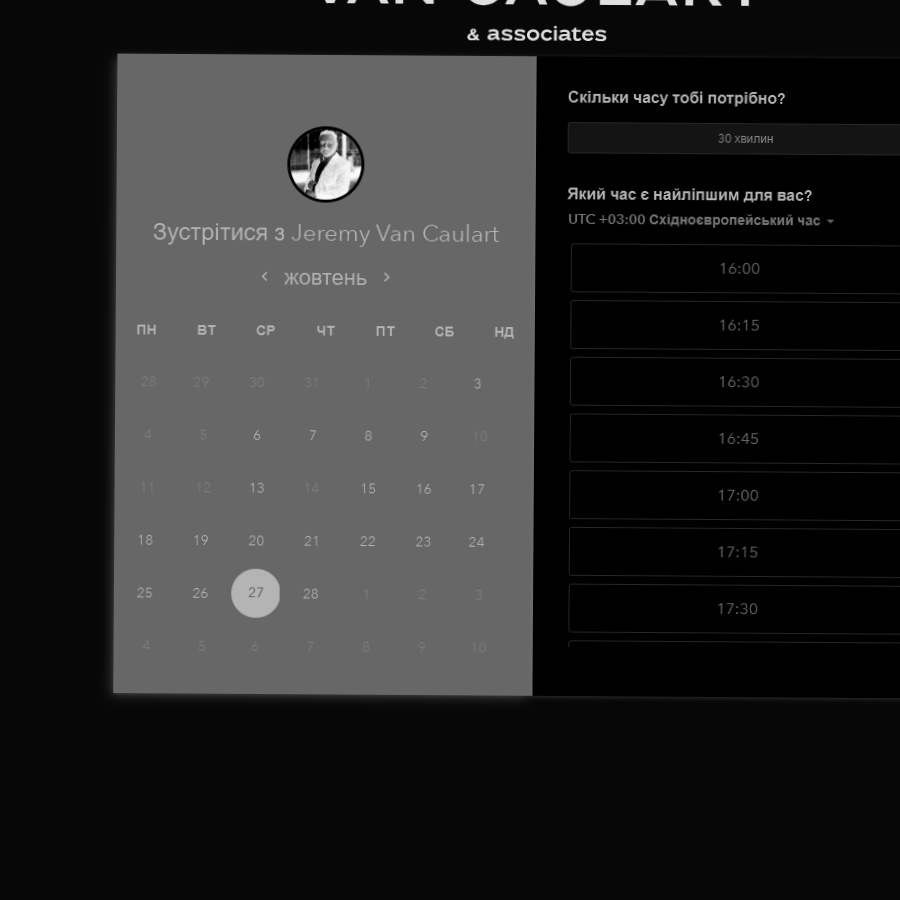 VAN CAULART
& associates
Зустрітися з Jeremy Van Caulart
жовтень
ПН ВТ СР ЧТ ПТ СБ НД
28 29 30 31 1 2 3
4 5 6 7 8 9 10
11 12 13 14 15 16 17
18 19 20 21 22 23 24
25 26 27 28 1 2 3
4 5 6 7 8 9 10
Скільки часу тобі потрібно?
30 хвилин
Який час є найліпшим для вас?
UTC +03:00 Східноєвропейський час
16:00
16:15
16:30
16:45
17:00
17:15
17:30